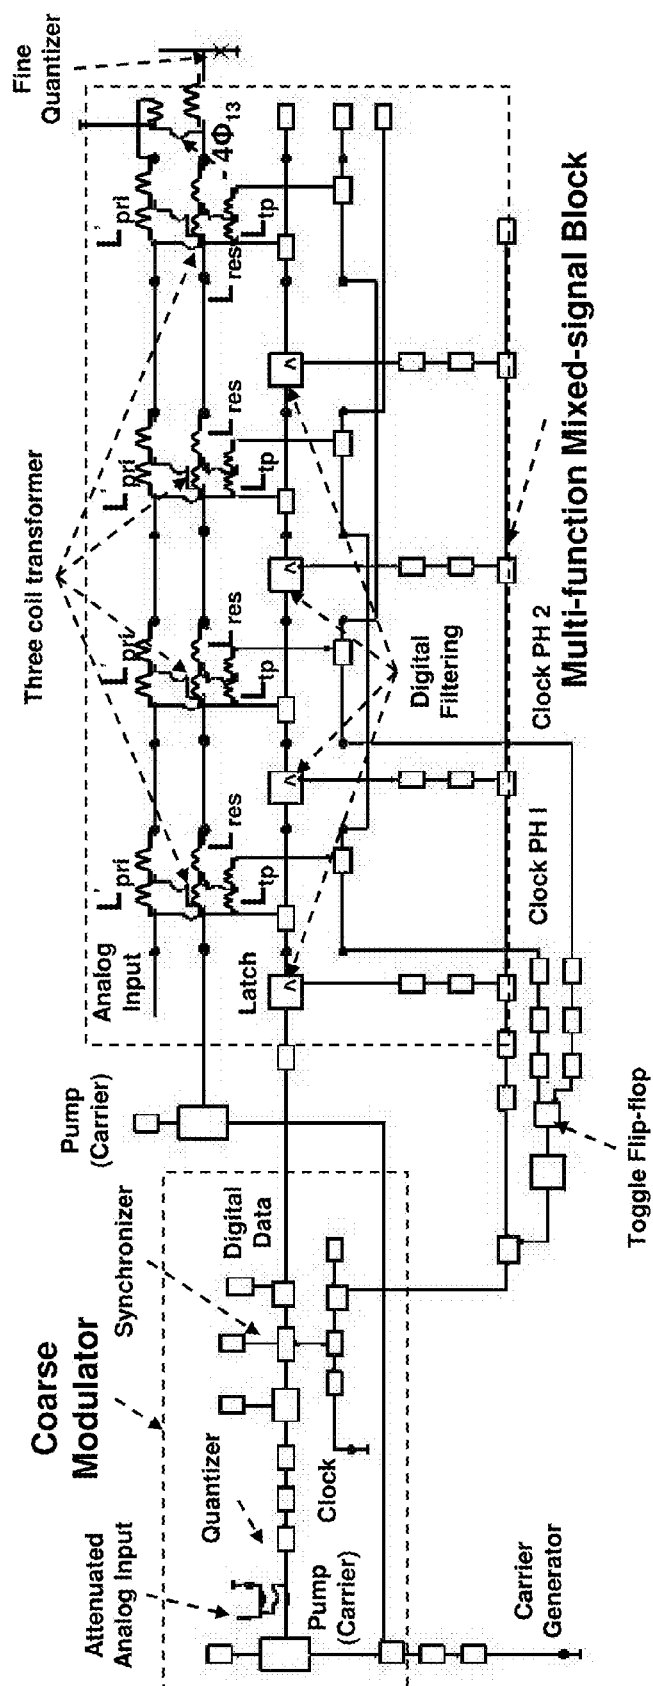 Coarse
Modulator
Attenuated
Analog Input
Quantizer
Synchronizer
Digital
Data
Clock
Pump
(Carrier)
Carrier
Generator
Pump
(Carrier)
Analog
Input
Latch
Three coil transformer
L'pri
Lres
Ltp
L'pri
Lres
Ltp
L'pri
Lres
Ltp
L'pri
Lres
Ltp
-4Φ13
Fine
Quantizer
Digital
Filtering
Clock PH I
Clock PH 2
Toggle Flip-flop
Multi-function Mixed-signal Block